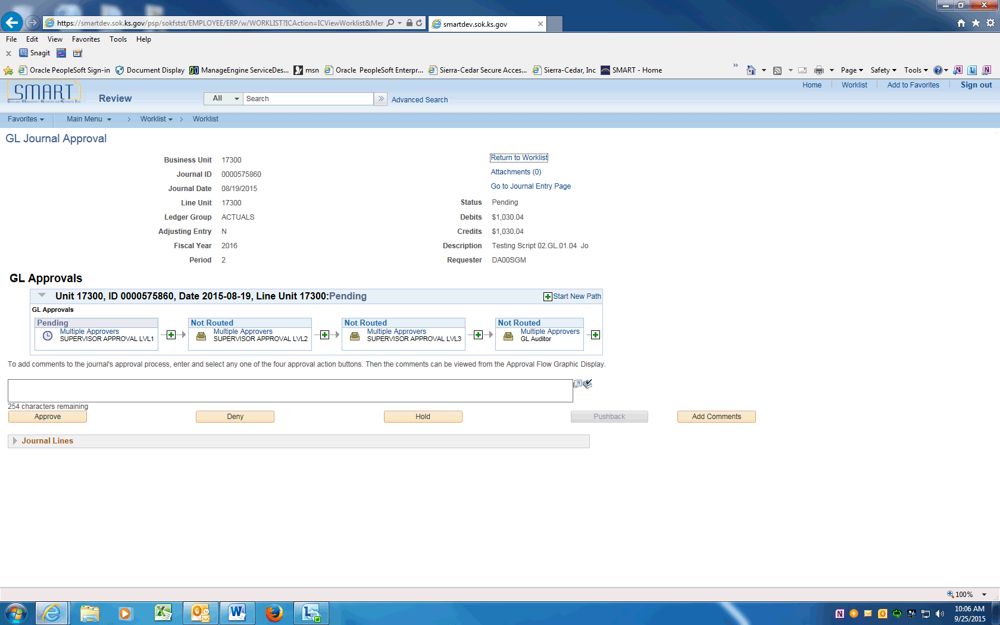 https://smartdev.sok.ks.gov/psp/sokfstst/EMPLOYEE/ERP/w/WORKLIST?ICAction=ICViewWorklist&Mer
smartdev.sok.ks.gov
File Edit View Favorites Tools Help
x Snagit
Oracle PeopleSoft Sign-in Document Display ManageEngine ServiceDes... msn Oracle PeopleSoft Enterpr... Sierra-Cedar Secure Acces... Sierra-Cedar, Inc SMART - Home
Page Safety Tools
SMART
Review
All Search Advanced Search
Home Worklist Add to Favorites Sign out
Favorites Main Menu > Worklist > Worklist
GL Journal Approval
Business Unit 17300
Journal ID 0000575860
Journal Date 08/19/2015
Line Unit 17300
Ledger Group ACTUALS
Adjusting Entry N
Fiscal Year 2016
Period 2
Return to Worklist
Attachments (0)
Go to Journal Entry Page
Status Pending
Debits $1,030.04
Credits $1,030.04
Description Testing Script 02.GL.01.04 Jo
Requester DA00SGM
GL Approvals
Unit 17300, ID 0000575860, Date 2015-08-19, Line Unit 17300:Pending
Start New Path
GL Approvals
Pending
Multiple Approvers
SUPERVISOR APPROVAL LVL1
Not Routed
Multiple Approvers
SUPERVISOR APPROVAL LVL2
Not Routed
Multiple Approvers
SUPERVISOR APPROVAL LVL3
Not Routed
Multiple Approvers
GL Auditor
To add comments to the journal's approval process, enter and select any one of the four approval action buttons. Then the comments can be viewed from the Approval Flow Graphic Display.
254 characters remaining
Approve Deny Hold Pushback Add Comments
Journal Lines
100%
10:06 AM
9/25/2015